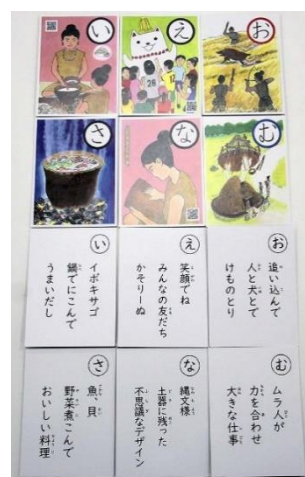 い
え
お
さ
な
む
い
イボキサゴ
鍋でにこんで
うまいだし
え
笑顔でね
みんなの友だち
かそりーぬ
お
追い込んで
人と犬とで
けものとり
さ
魚、貝
野菜煮こんで
おいしい料理
な
縄文様
土器に残った
不思議なデザイン
む
ムラ人が
力を合わせ
大きな仕事